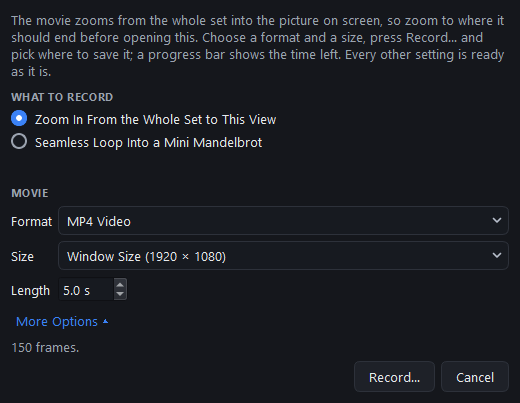 The movie zooms from the whole set into the picture on screen, so zoom to where it
should end before opening this. Choose a format and a size, press Record... and
pick where to save it; a progress bar shows the time left. Every other setting is ready
as it is.
WHAT TO RECORD
Zoom In From the Whole Set to This View
Seamless Loop Into a Mini Mandelbrot
MOVIE
Format MP4 Video
Size Window Size (1920 × 1080)
Length 5.0 s
More Options
150 frames.
Record... Cancel